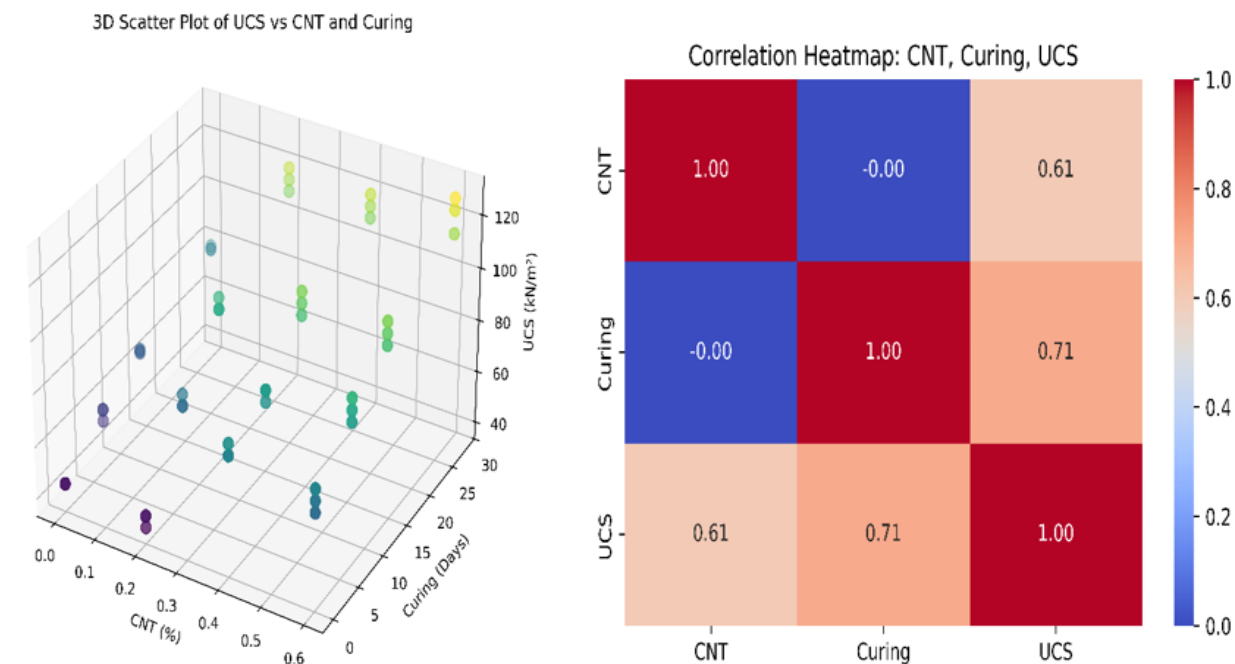 3D Scatter Plot of UCS vs CNT and Curing
120
100
80
60
40
UCS (kN/m²)
30
25
20
15
10
5
0
Curing (Days)
0.0
0.1
0.2
0.3
0.4
0.5
0.6
CNT (%)
Correlation Heatmap: CNT, Curing, UCS
CNT
1.00 -0.00 0.61
Curing
-0.00 1.00 0.71
UCS
0.61 0.71 1.00
CNT Curing UCS
1.0
0.8
0.6
0.4
0.2
0.0